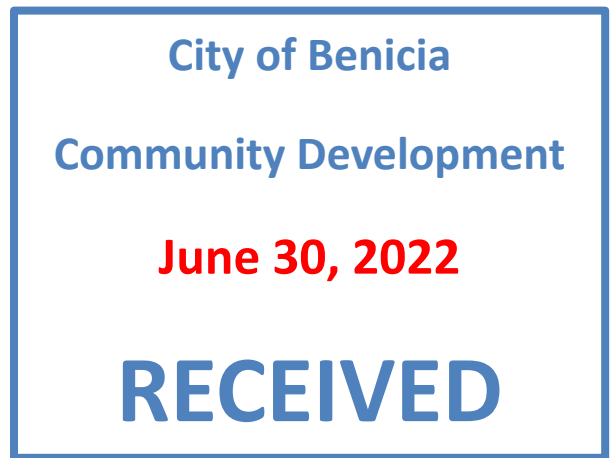 City of Benicia
Community Development
June 30, 2022
RECEIVED